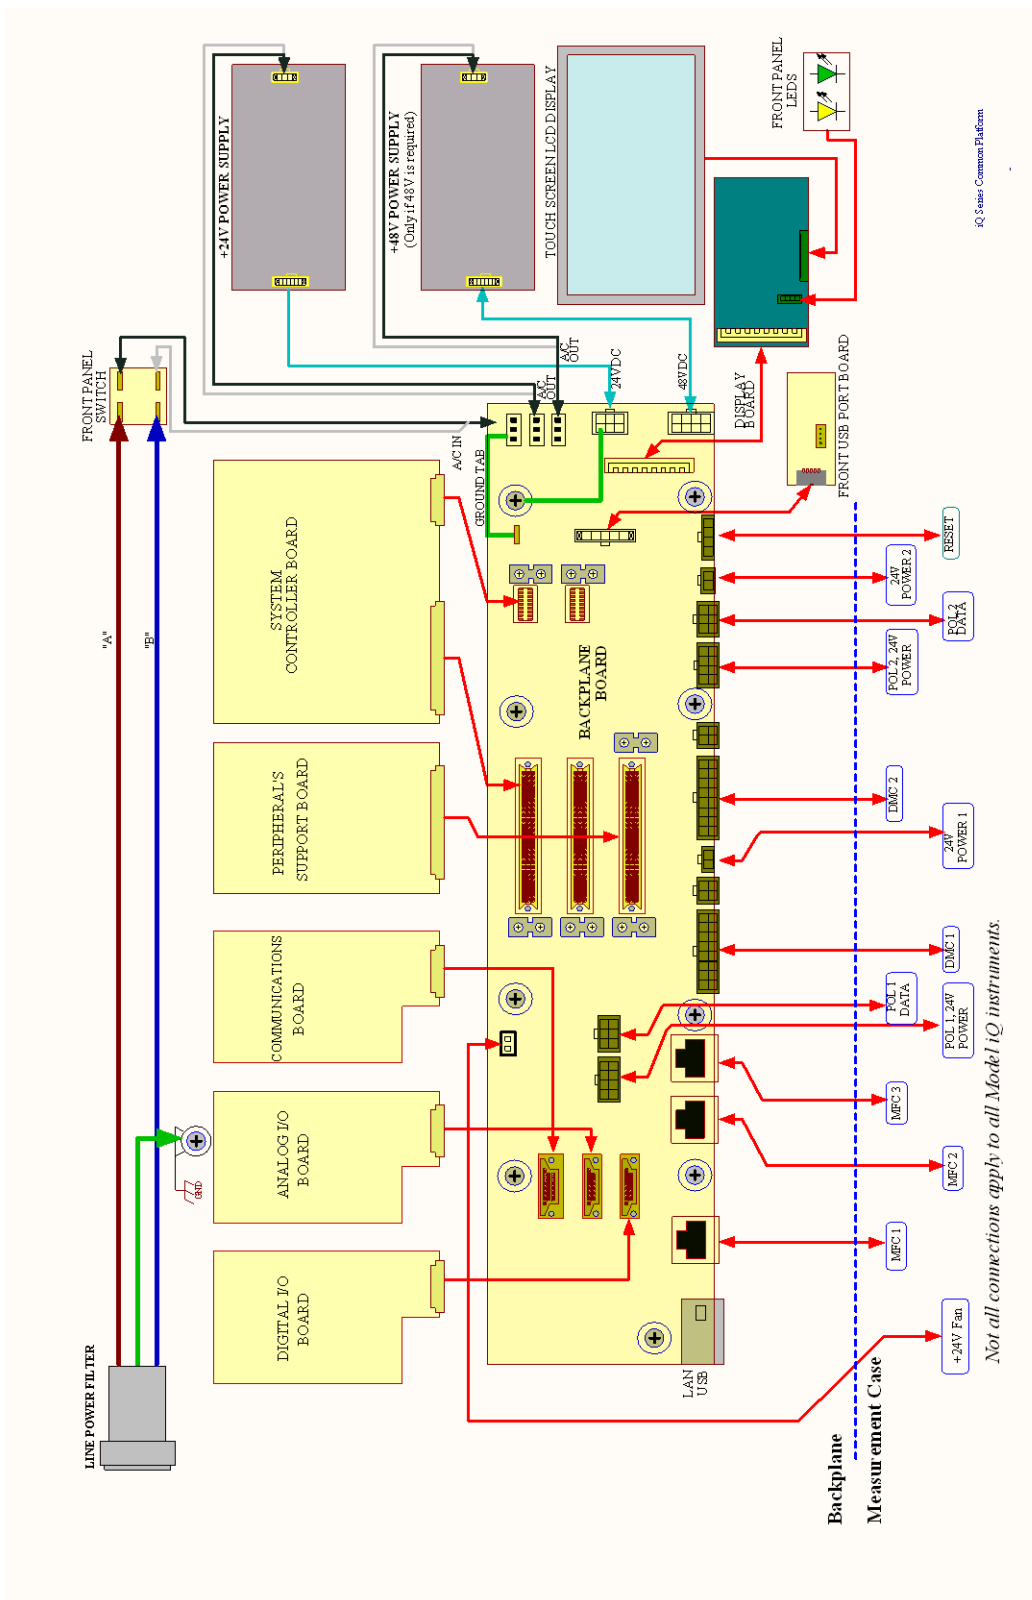 LINE POWER FILTER
"A"
"B"
GND
FRONT PANEL
SWITCH
+24V POWER SUPPLY
+48V POWER SUPPLY
(Only if 48V is required)
TOUCH SCREEN LCD DISPLAY
FRONT PANEL
LEDS
iQ Series Common Platform
-
DIGITAL I/O
BOARD
ANALOG I/O
BOARD
COMMUNICATIONS
BOARD
PERIPHERAL'S
SUPPORT BOARD
SYSTEM
CONTROLLER BOARD
A/C IN
GROUND TAB
A/C
OUT
A/C
OUT
24VDC
48VDC
DISPLAY
BOARD
FRONT USB PORT BOARD
BACKPLANE
BOARD
LAN
USB
Backplane
Measurement Case
+24V Fan
MFC 1
MFC 2
MFC 3
POL 1, 24V
POWER
POL 1
DATA
DMC 1
24V
POWER 1
DMC 2
POL 2, 24V
POWER
POL 2
DATA
24V
POWER 2
RESET
Not all connections apply to all Model iQ instruments.